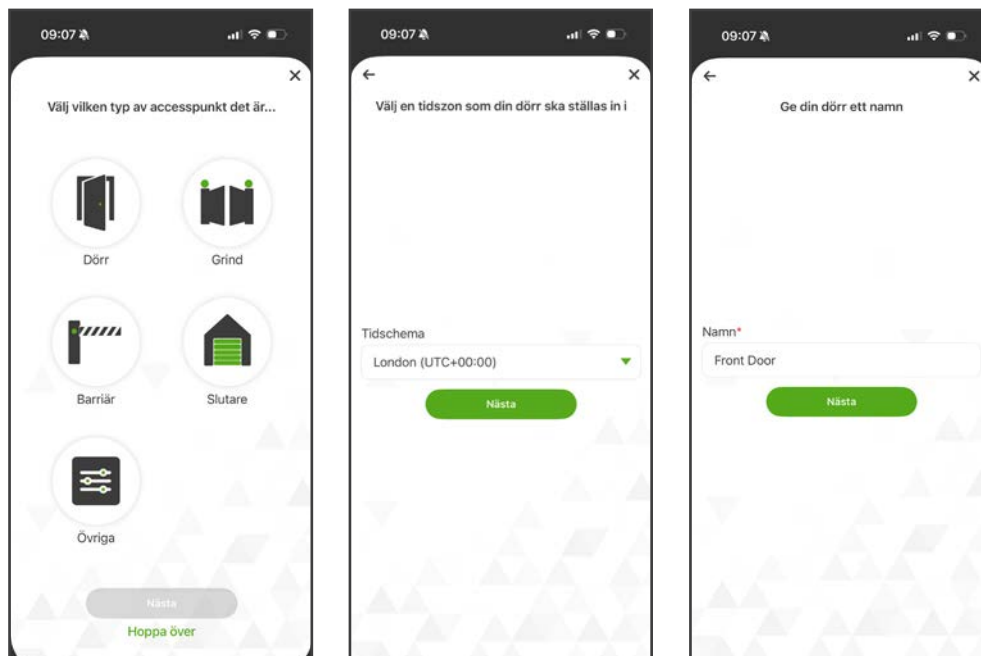 09:07
Välj vilken typ av accesspunkt det är...
Dörr
Grind
Barriär
Slutare
Övriga
Nästa
Hoppa över
09:07
Välj en tidszon som din dörr ska ställas in i
Tidschema
London (UTC+00:00)
Nästa
09:07
Ge din dörr ett namn
Namn*
Front Door
Nästa